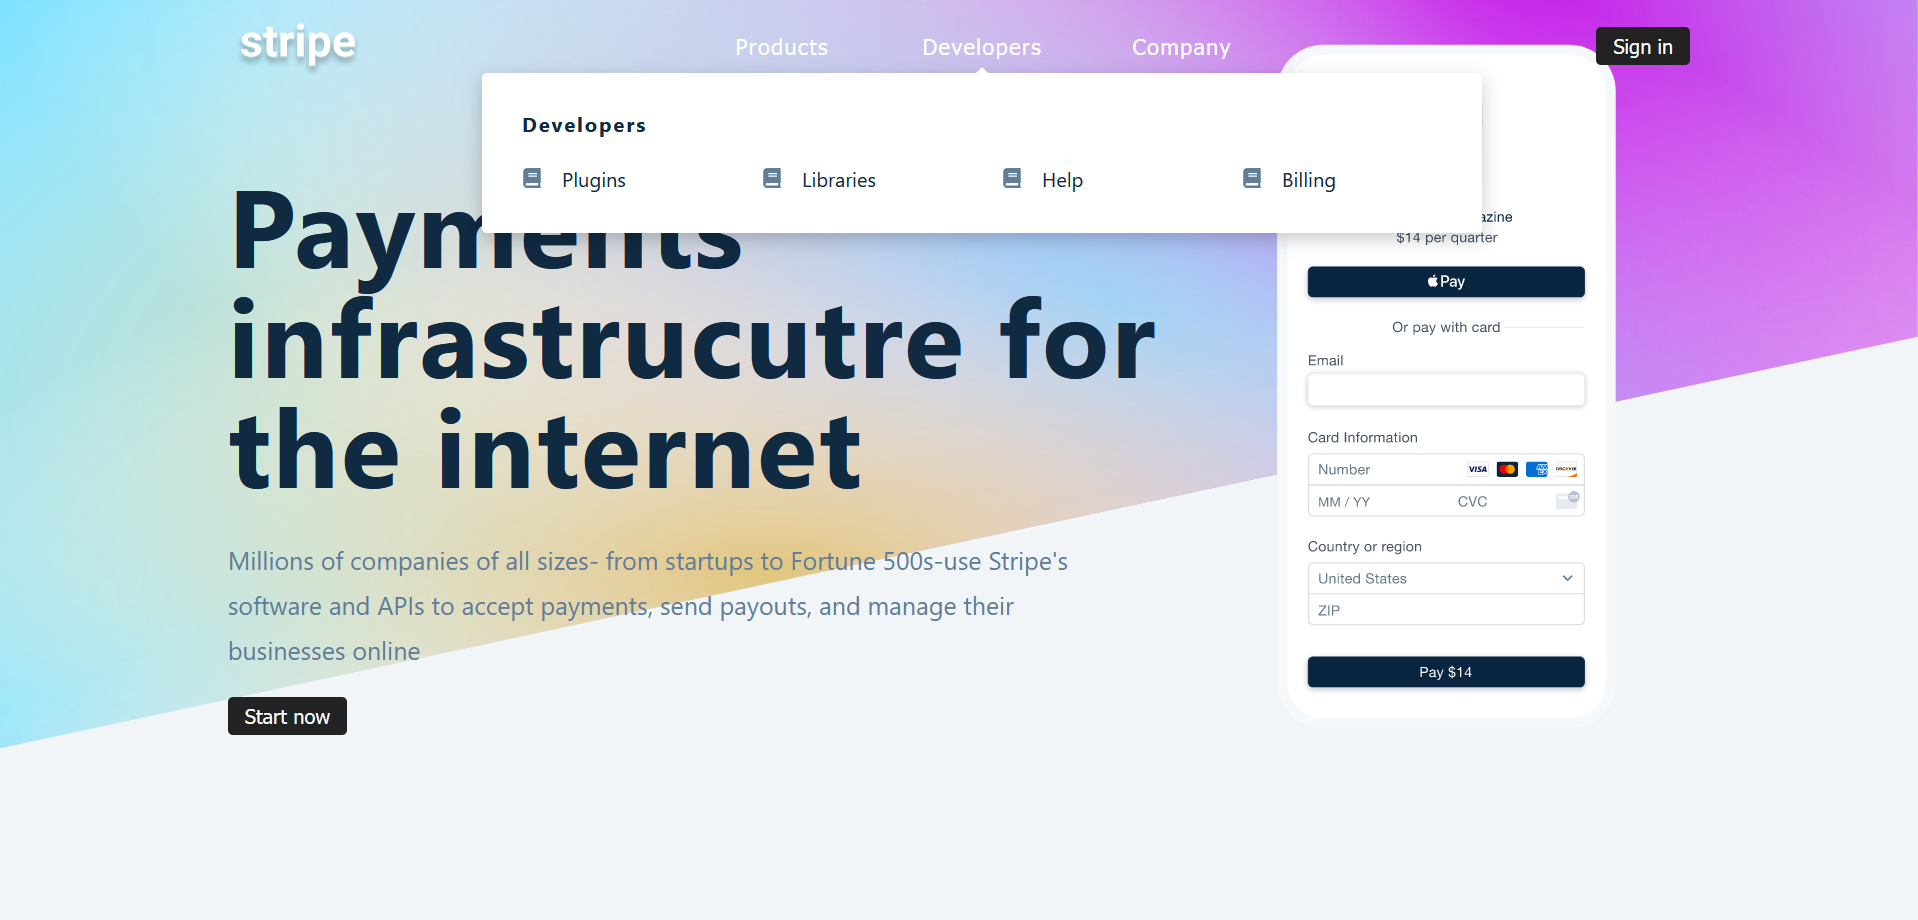 stripe
Products
Developers
Company
Sign in
Developers
Plugins
Libraries
Help
Billing
Payments
infrastrucutre for
the internet
Millions of companies of all sizes- from startups to Fortune 500s-use Stripe's
software and APIs to accept payments, send payouts, and manage their
businesses online
Start now
azine
$14 per quarter
Pay
Or pay with card
Email
Card Information
Number
VISA
AMEX
DISCOVER
MM / YY
CVC
Country or region
United States
ZIP
Pay $14